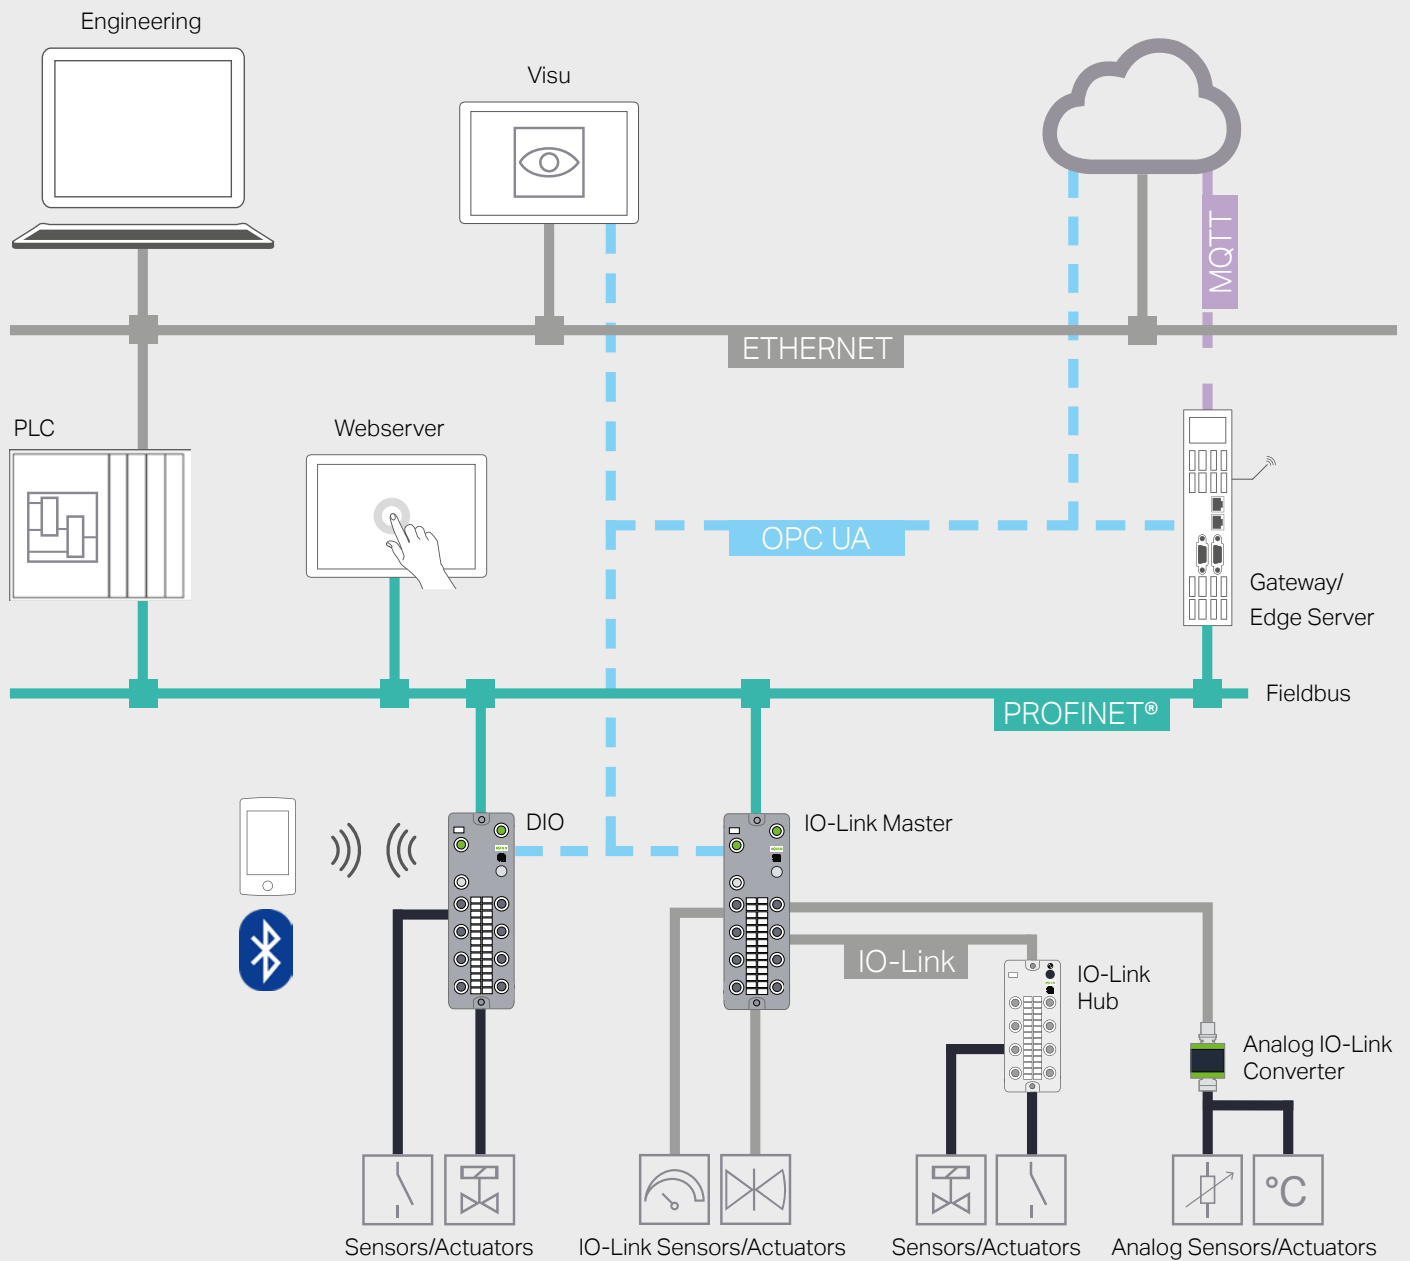 Engineering
Visu
MQTT
ETHERNET
PLC
Webserver
OPC UA
Gateway/
Edge Server
Fieldbus
PROFINET®
DIO
IO-Link Master
IO-Link
IO-Link
Hub
Analog IO-Link
Converter
°C
Sensors/Actuators
IO-Link Sensors/Actuators
Sensors/Actuators
Analog Sensors/Actuators